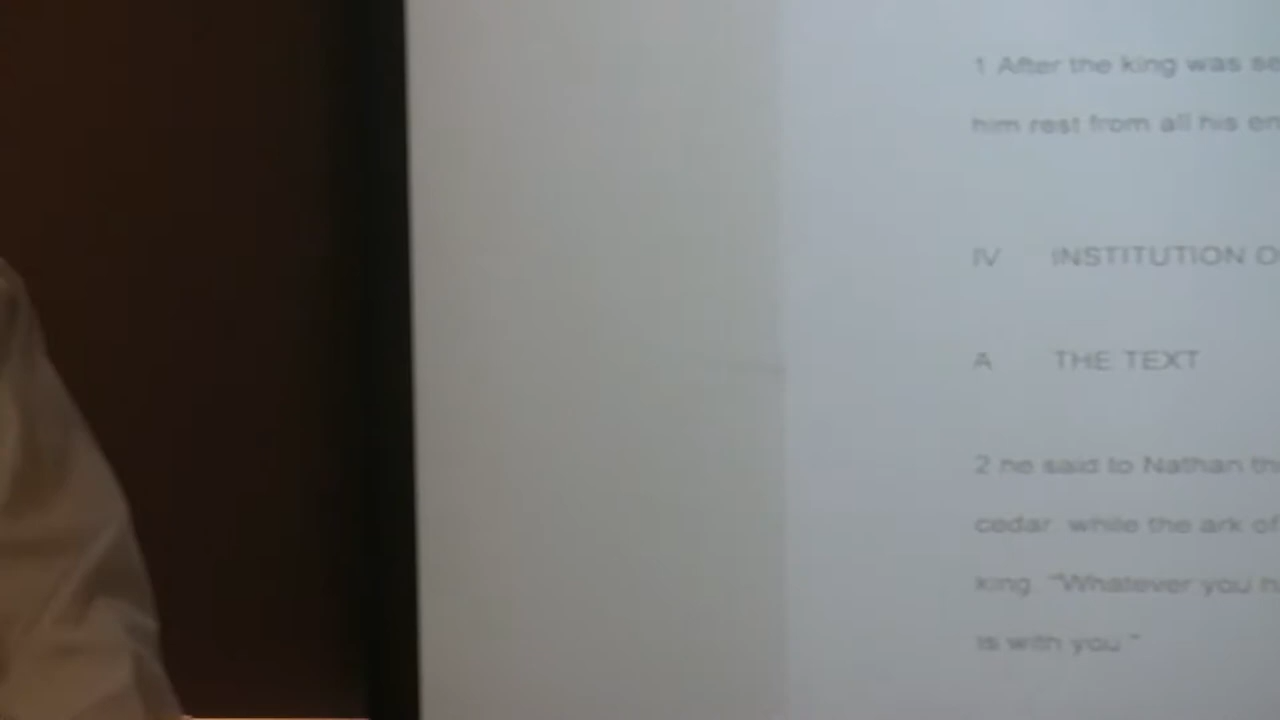 1 After the king was se
him rest from all his en
IV INSTITUTION O
A THE TEXT
2 he said to Nathan th
cedar while the ark of
king "Whatever you h
is with you."